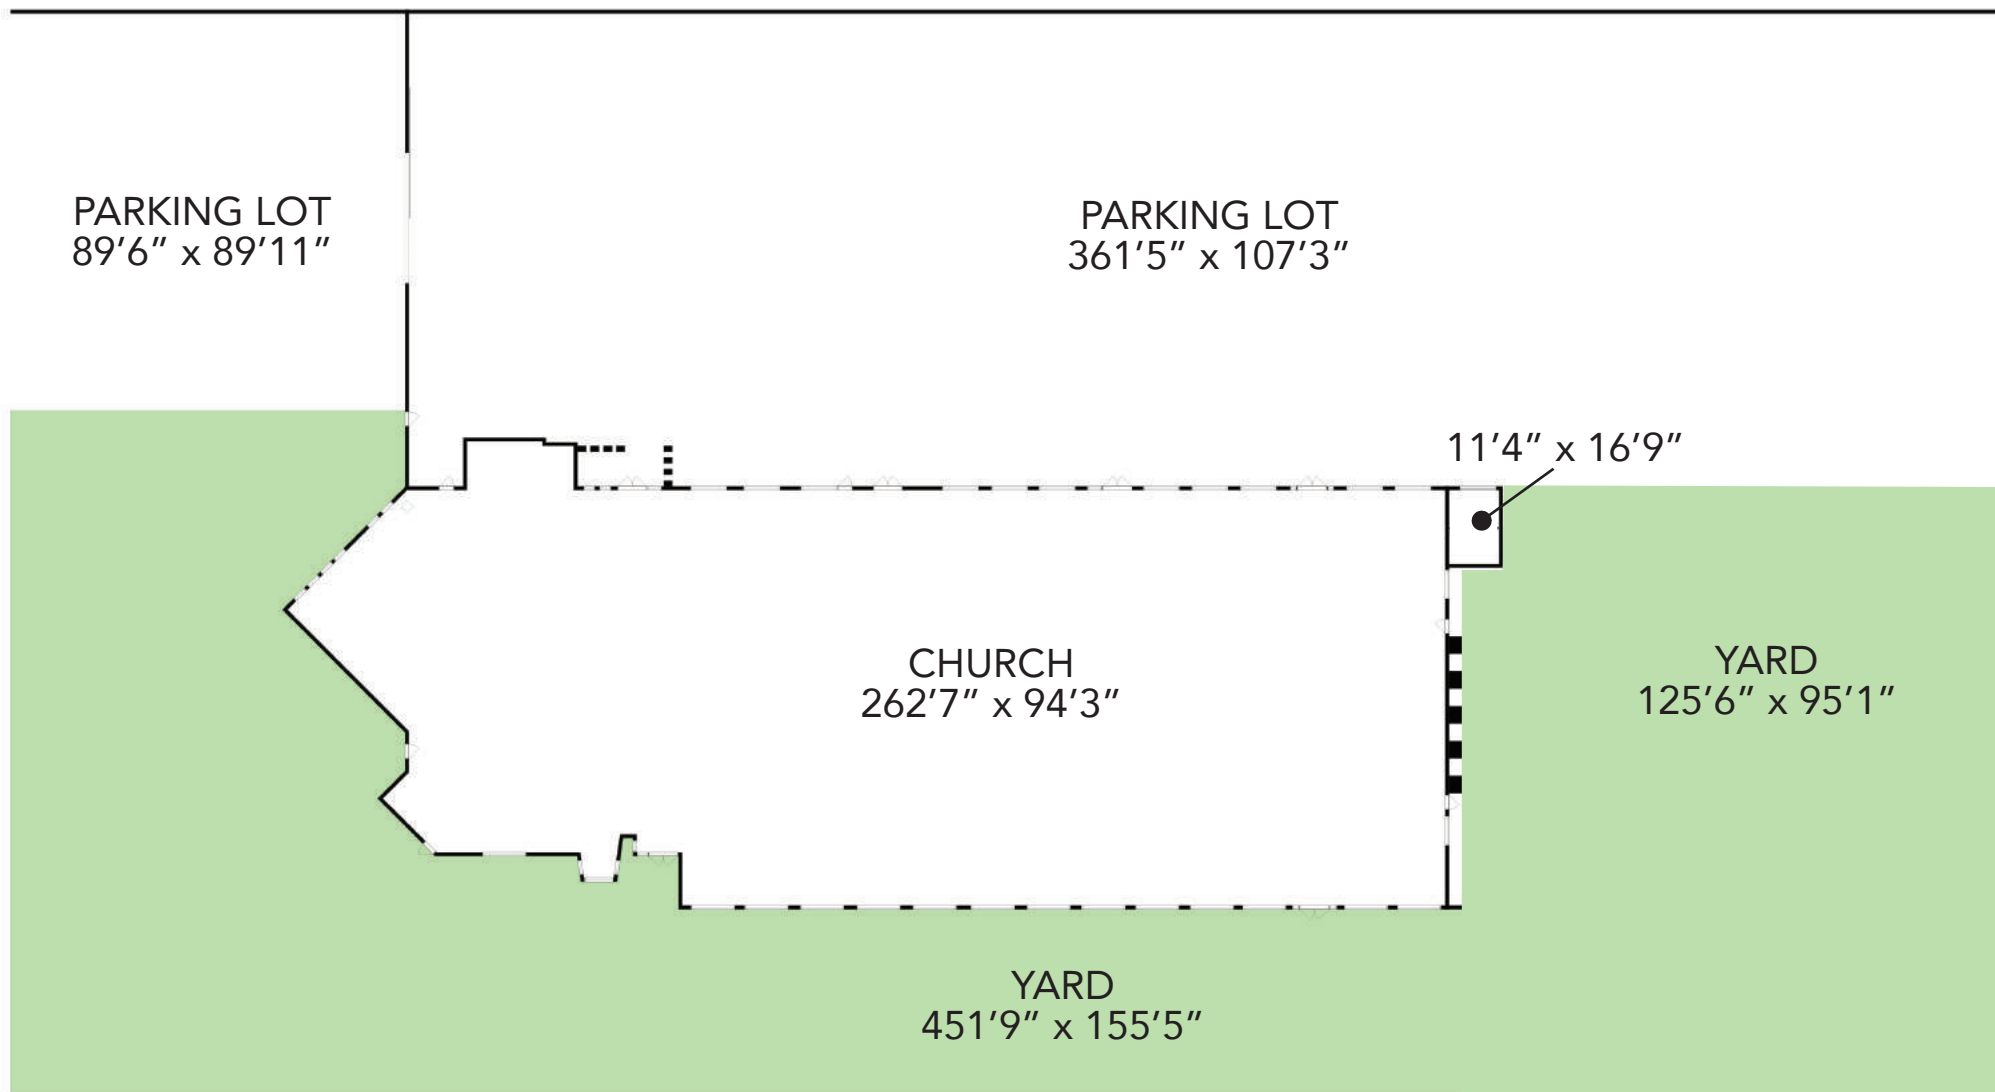 PARKING LOT
89’6” x 89’11”
PARKING LOT
361’5” x 107’3”
11’4” x 16’9”
CHURCH
262’7” x 94’3”
YARD
125’6” x 95’1”
YARD
451’9” x 155’5”